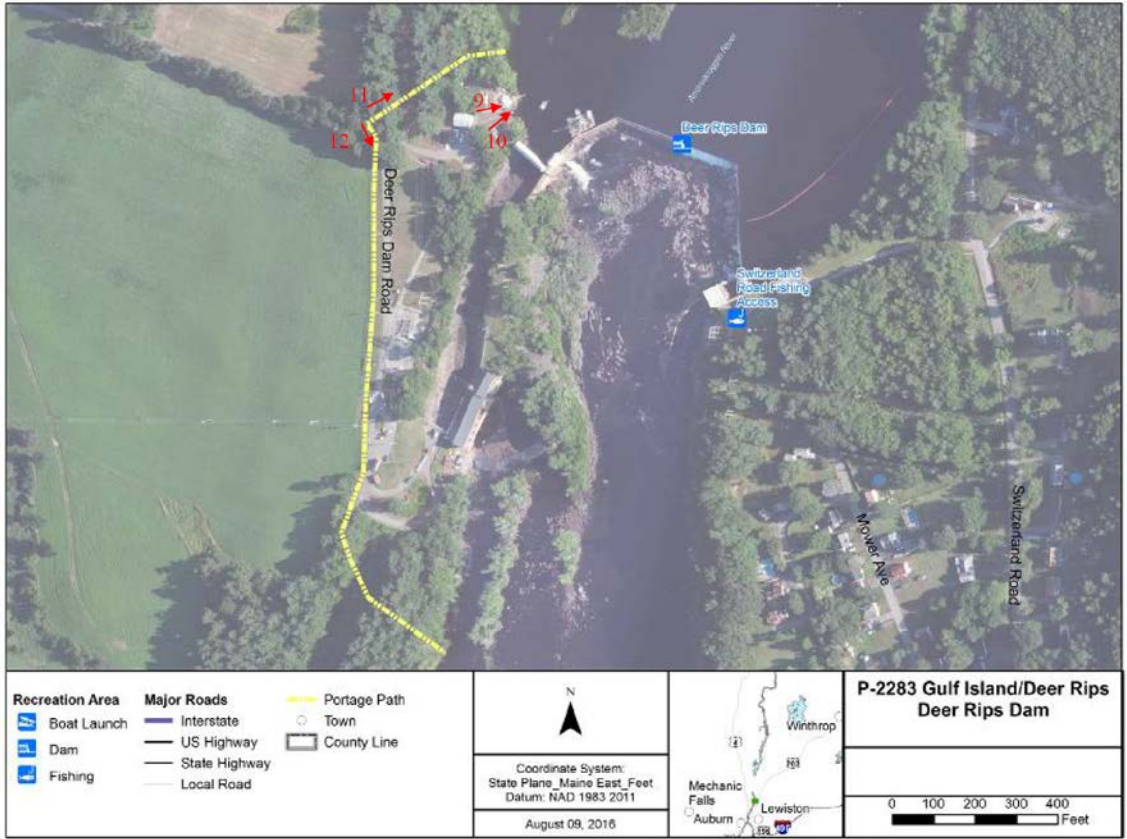 Androscoggin River
11
9
10
12
Deer Rips Dam
Deer Rips Dam Road
Switzerland
Road Fishing
Access
Mower Ave
Switzerland Road
Recreation Area
Boat Launch
Dam
Fishing
Major Roads
Interstate
US Highway
State Highway
Local Road
Portage Path
Town
County Line
N
Coordinate System:
State Plane_Maine East_Feet
Datum: NAD 1983 2011
August 09, 2016
Winthrop
4
Mechanic
Falls
Auburn
Lewiston
P-2283 Gulf Island/Deer Rips
Deer Rips Dam
0 100 200 300 400
Feet